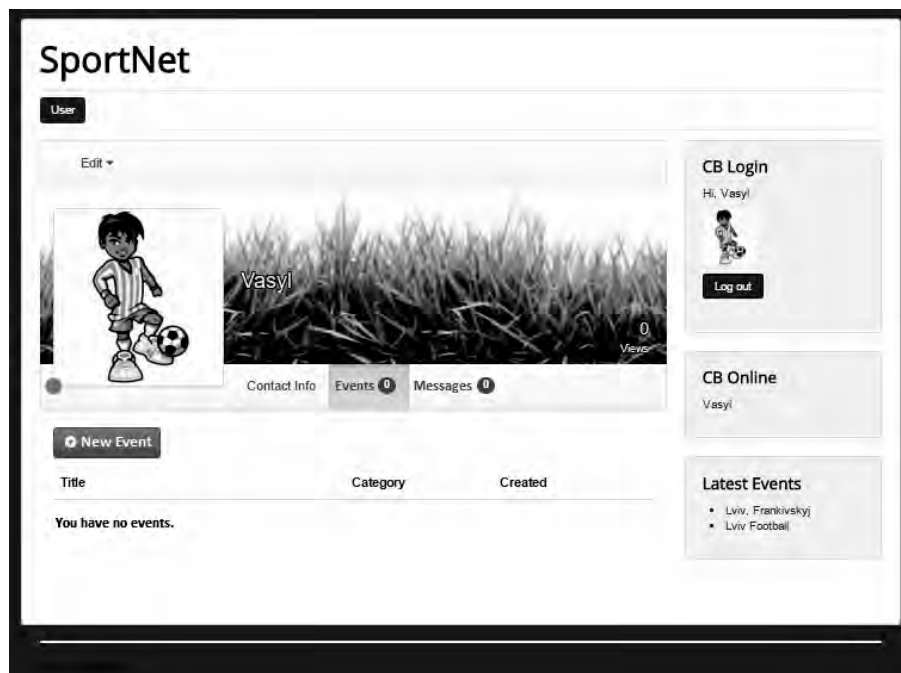 SportNet
User
Edit
Vasyl
0
Views
Contact Info Events 0 Messages 0
New Event
Title Category Created
You have no events.
CB Login
Hi, Vasyl
Log out
CB Online
Vasyl
Latest Events
Lviv, Frankivskyj
Lviv Football